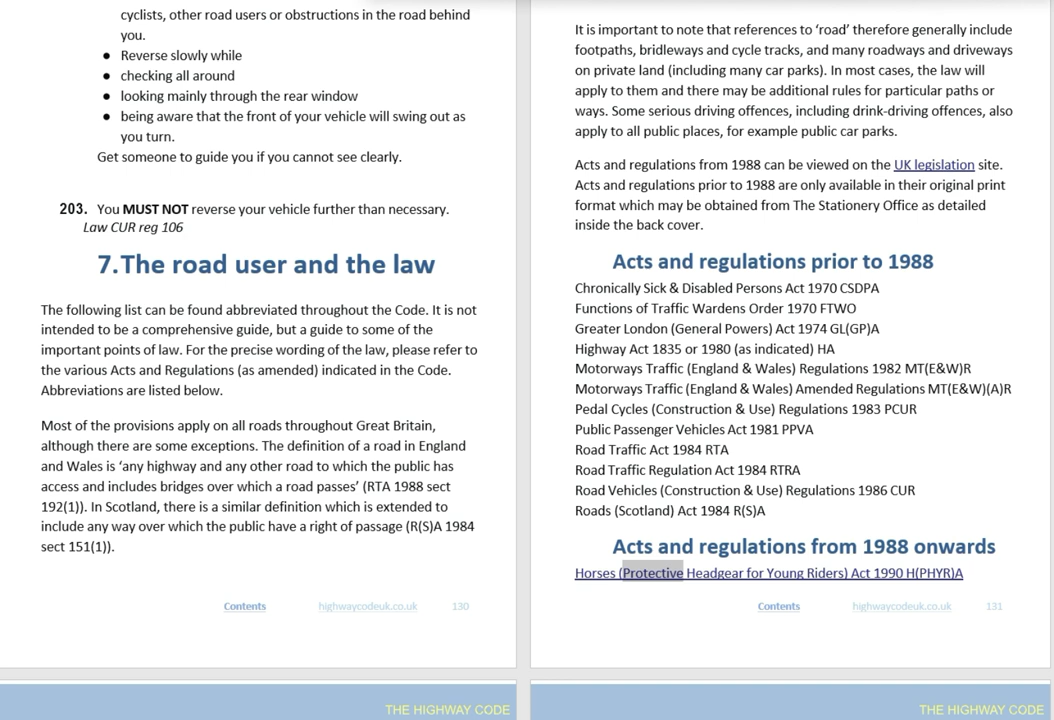 cyclists, other road users or obstructions in the road behind
you.
● Reverse slowly while
● checking all around
● looking mainly through the rear window
● being aware that the front of your vehicle will swing out as
you turn.
Get someone to guide you if you cannot see clearly.
203. You MUST NOT reverse your vehicle further than necessary.
Law CUR reg 106
7.The road user and the law
The following list can be found abbreviated throughout the Code. It is not
intended to be a comprehensive guide, but a guide to some of the
important points of law. For the precise wording of the law, please refer to
the various Acts and Regulations (as amended) indicated in the Code.
Abbreviations are listed below.
Most of the provisions apply on all roads throughout Great Britain,
although there are some exceptions. The definition of a road in England
and Wales is ‘any highway and any other road to which the public has
access and includes bridges over which a road passes’ (RTA 1988 sect
192(1)). In Scotland, there is a similar definition which is extended to
include any way over which the public have a right of passage (R(S)A 1984
sect 151(1)).
Contents highwaycodeuk.co.uk 130
It is important to note that references to ‘road’ therefore generally include
footpaths, bridleways and cycle tracks, and many roadways and driveways
on private land (including many car parks). In most cases, the law will
apply to them and there may be additional rules for particular paths or
ways. Some serious driving offences, including drink-driving offences, also
apply to all public places, for example public car parks.
Acts and regulations from 1988 can be viewed on the UK legislation site.
Acts and regulations prior to 1988 are only available in their original print
format which may be obtained from The Stationery Office as detailed
inside the back cover.
Acts and regulations prior to 1988
Chronically Sick & Disabled Persons Act 1970 CSDPA
Functions of Traffic Wardens Order 1970 FTWO
Greater London (General Powers) Act 1974 GL(GP)A
Highway Act 1835 or 1980 (as indicated) HA
Motorways Traffic (England & Wales) Regulations 1982 MT(E&W)R
Motorways Traffic (England & Wales) Amended Regulations MT(E&W)(A)R
Pedal Cycles (Construction & Use) Regulations 1983 PCUR
Public Passenger Vehicles Act 1981 PPVA
Road Traffic Act 1984 RTA
Road Traffic Regulation Act 1984 RTRA
Road Vehicles (Construction & Use) Regulations 1986 CUR
Roads (Scotland) Act 1984 R(S)A
Acts and regulations from 1988 onwards
Horses (Protective Headgear for Young Riders) Act 1990 H(PHYR)A
Contents highwaycodeuk.co.uk 131
THE HIGHWAY CODE
THE HIGHWAY CODE